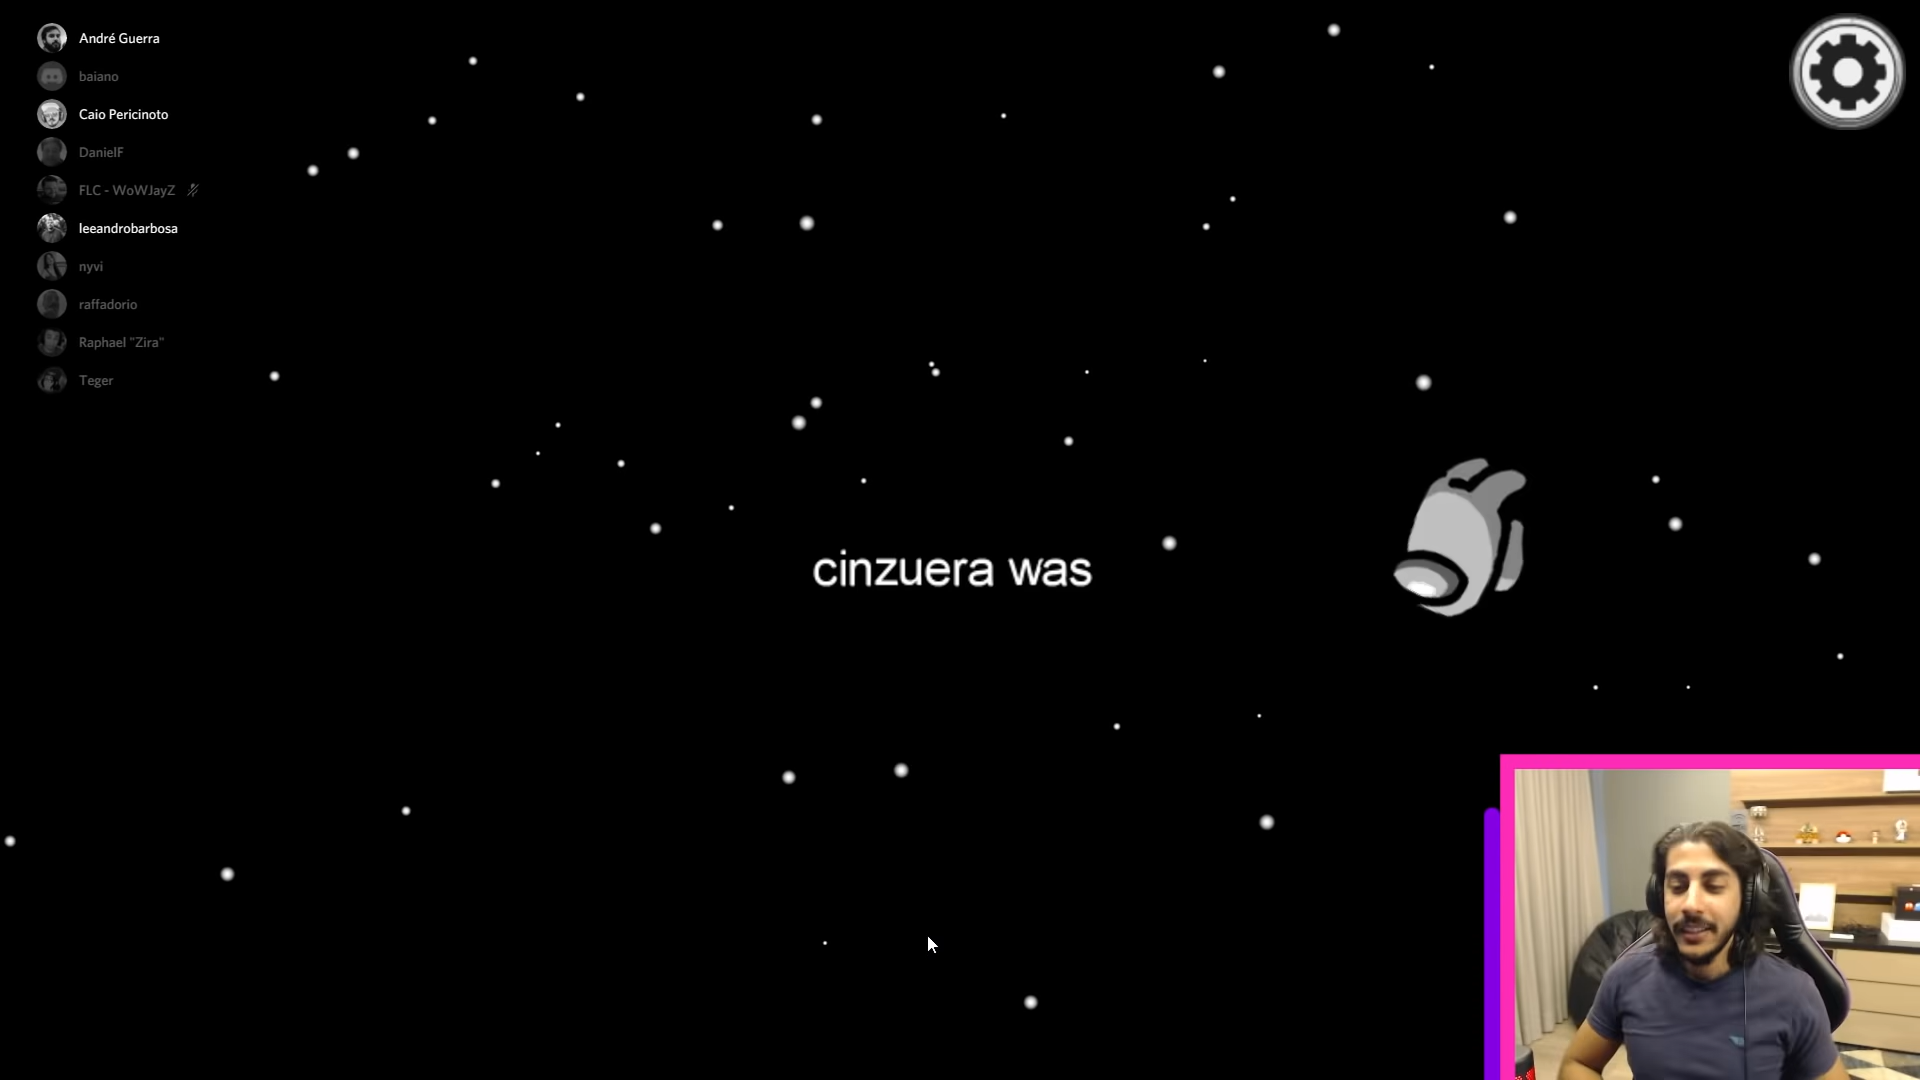 André Guerra
baiano
Caio Pericinoto
DanielF
FLC - WoWJayZ
leeandrobarbosa
nyvi
raffadorio
Raphael "Zira"
Teger
cinzuera was